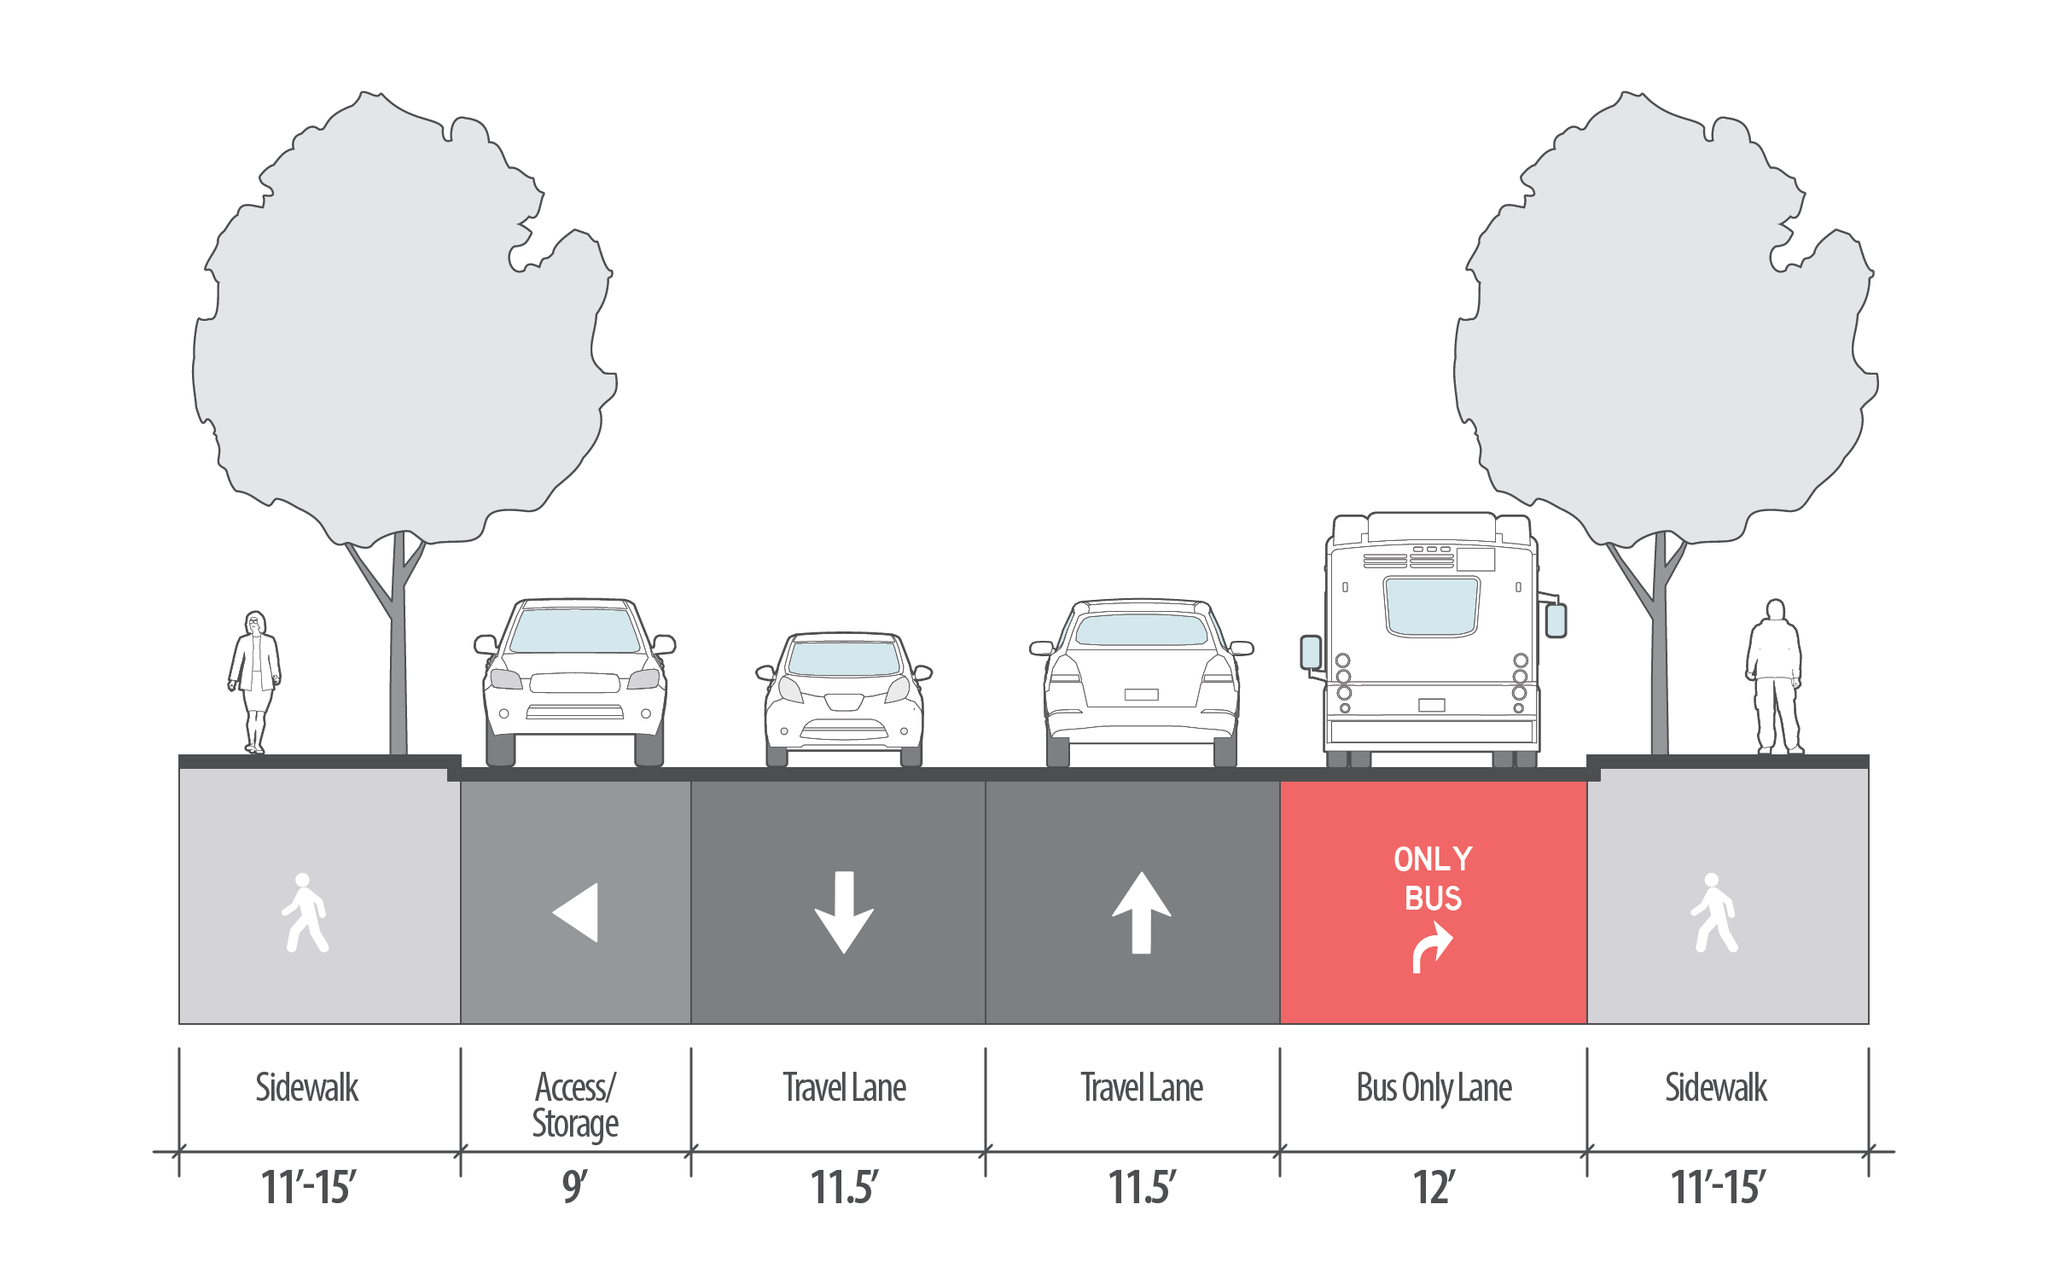 ONLY
BUS
Sidewalk
Access/
Storage
Travel Lane
Travel Lane
Bus Only Lane
Sidewalk
11′-15′
9′
11.5′
11.5′
12′
11′-15′